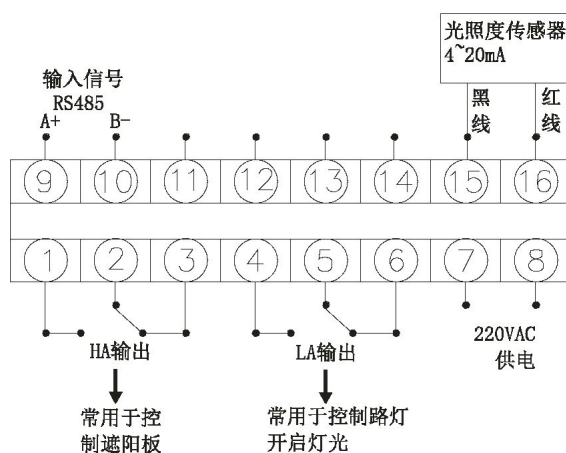 光照度传感器
4~20mA
输入信号
RS485
A+
B-
黑线
红线
9 10 11 12 13 14 15 16
1 2 3 4 5 6 7 8
HA输出
LA输出
220VAC
供电
常用于控
制遮阳板
常用于控制路灯
开启灯光